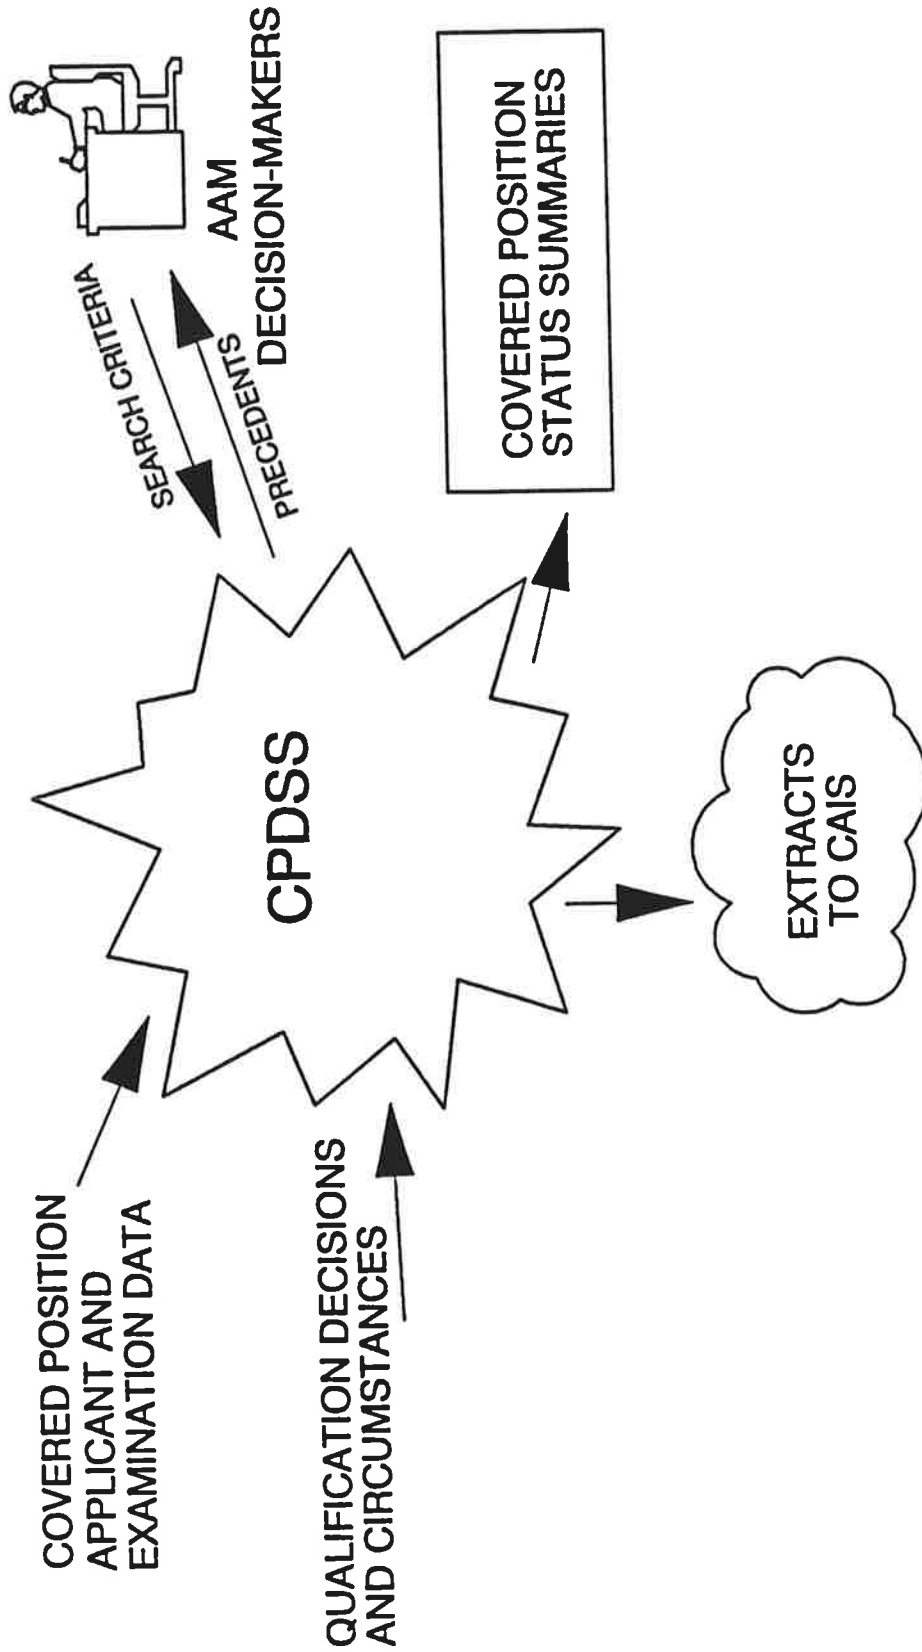 COVERED POSITION
APPLICANT AND
EXAMINATION DATA
SEARCH CRITERIA
PRECEDENTS
AAM
DECISION-MAKERS
CPDSS
QUALIFICATION DECISIONS
AND CIRCUMSTANCES
COVERED POSITION
STATUS SUMMARIES
EXTRACTS
TO CAIS